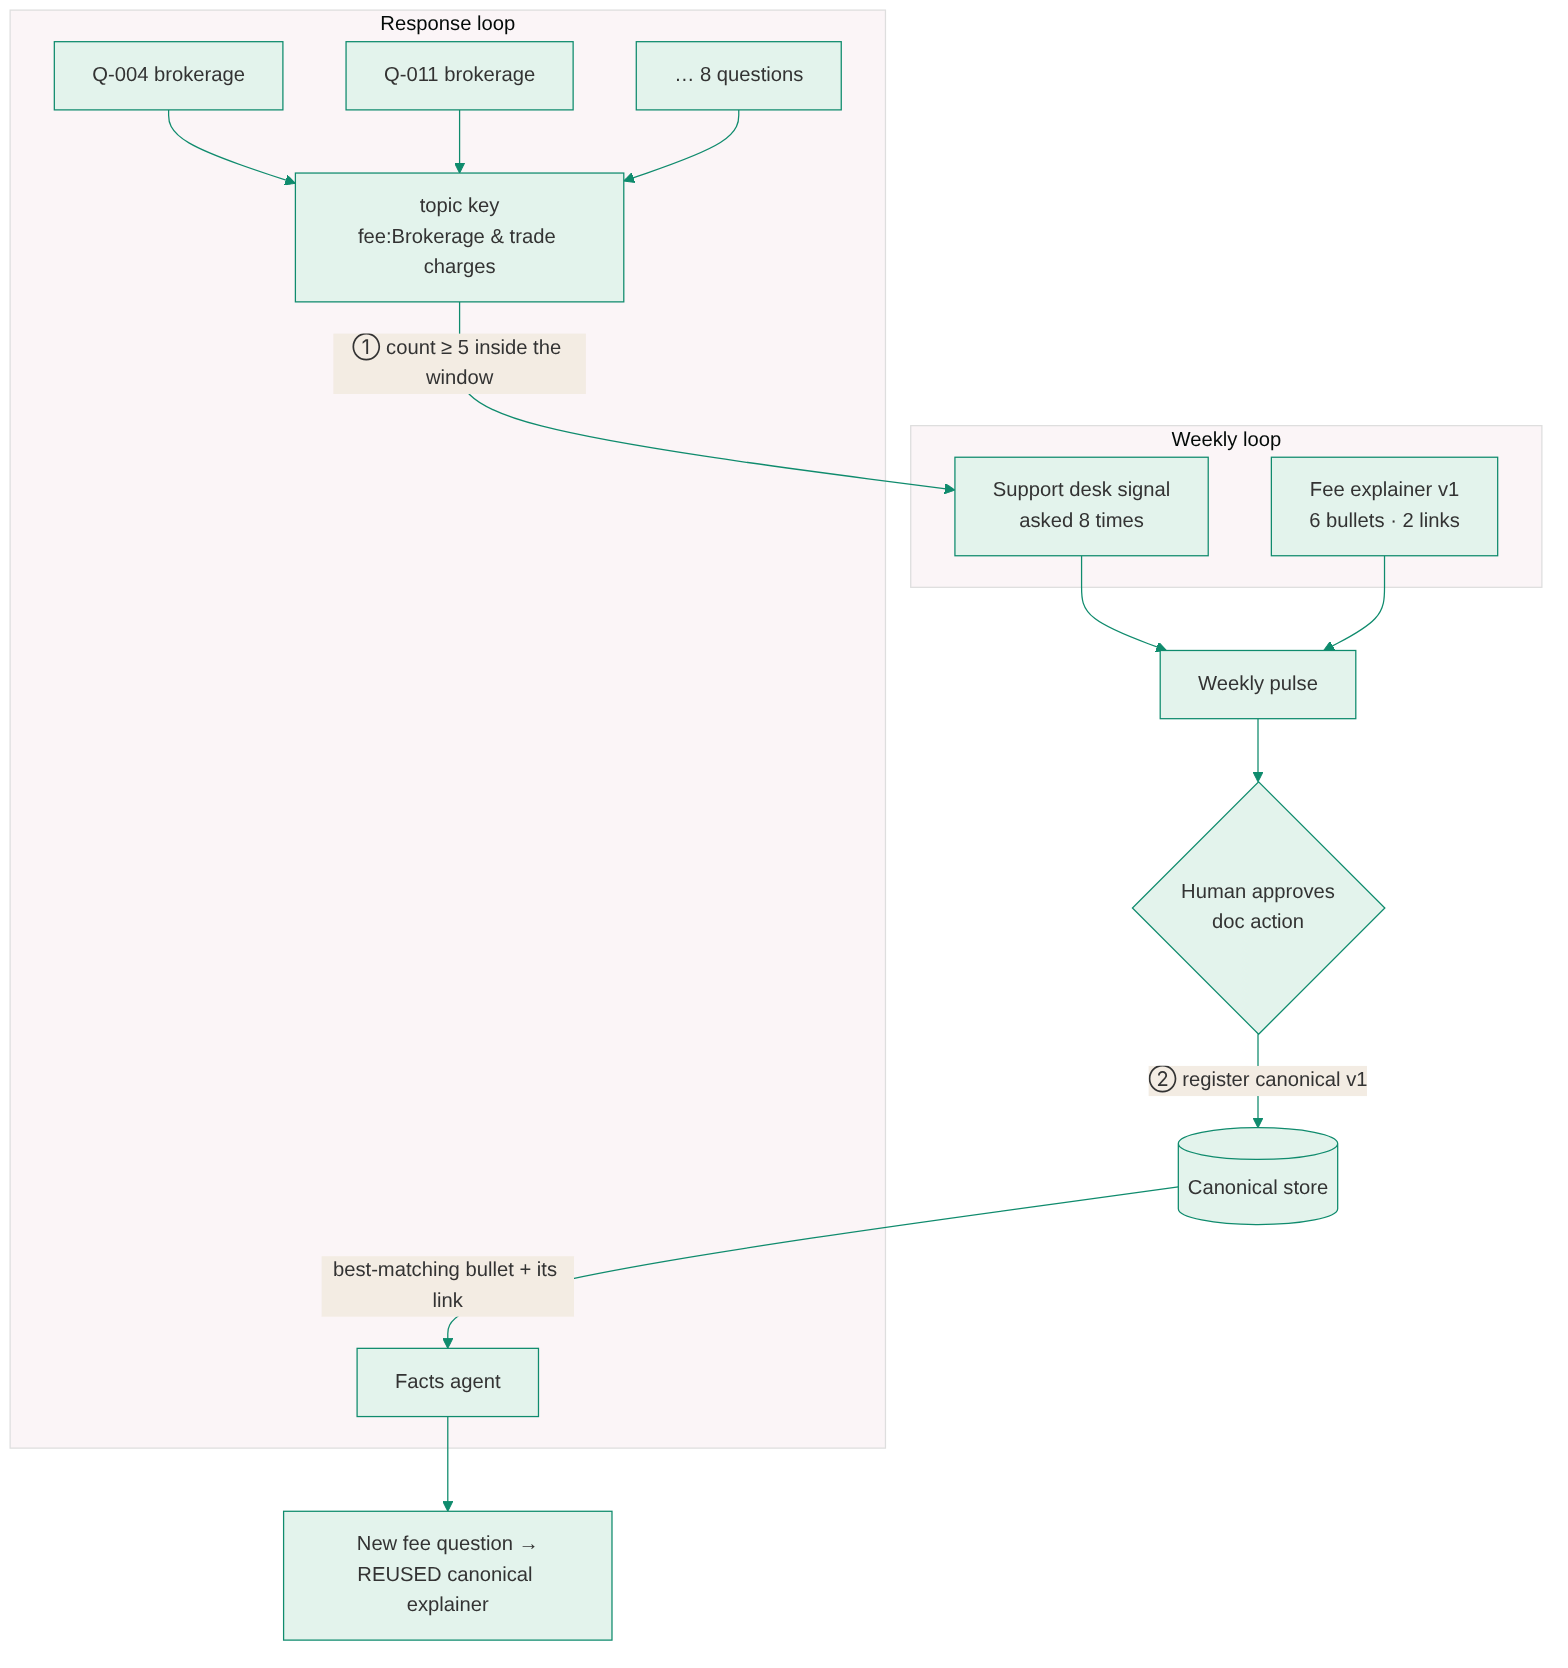 Response loop
Q-004 brokerage
Q-011 brokerage
… 8 questions
topic key
fee:Brokerage & trade
charges
① count ≥ 5 inside the
window
Weekly loop
Support desk signal
asked 8 times
Fee explainer v1
6 bullets · 2 links
Weekly pulse
Human approves
doc action
② register canonical v1
Canonical store
best-matching bullet + its
link
Facts agent
New fee question →
REUSED canonical
explainer